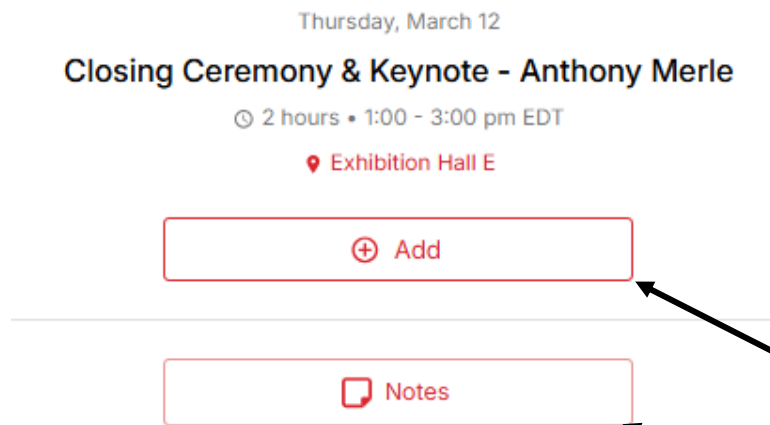 Thursday, March 12
Closing Ceremony & Keynote - Anthony Merle
2 hours • 1:00 - 3:00 pm EDT
Exhibition Hall E
Add
Notes